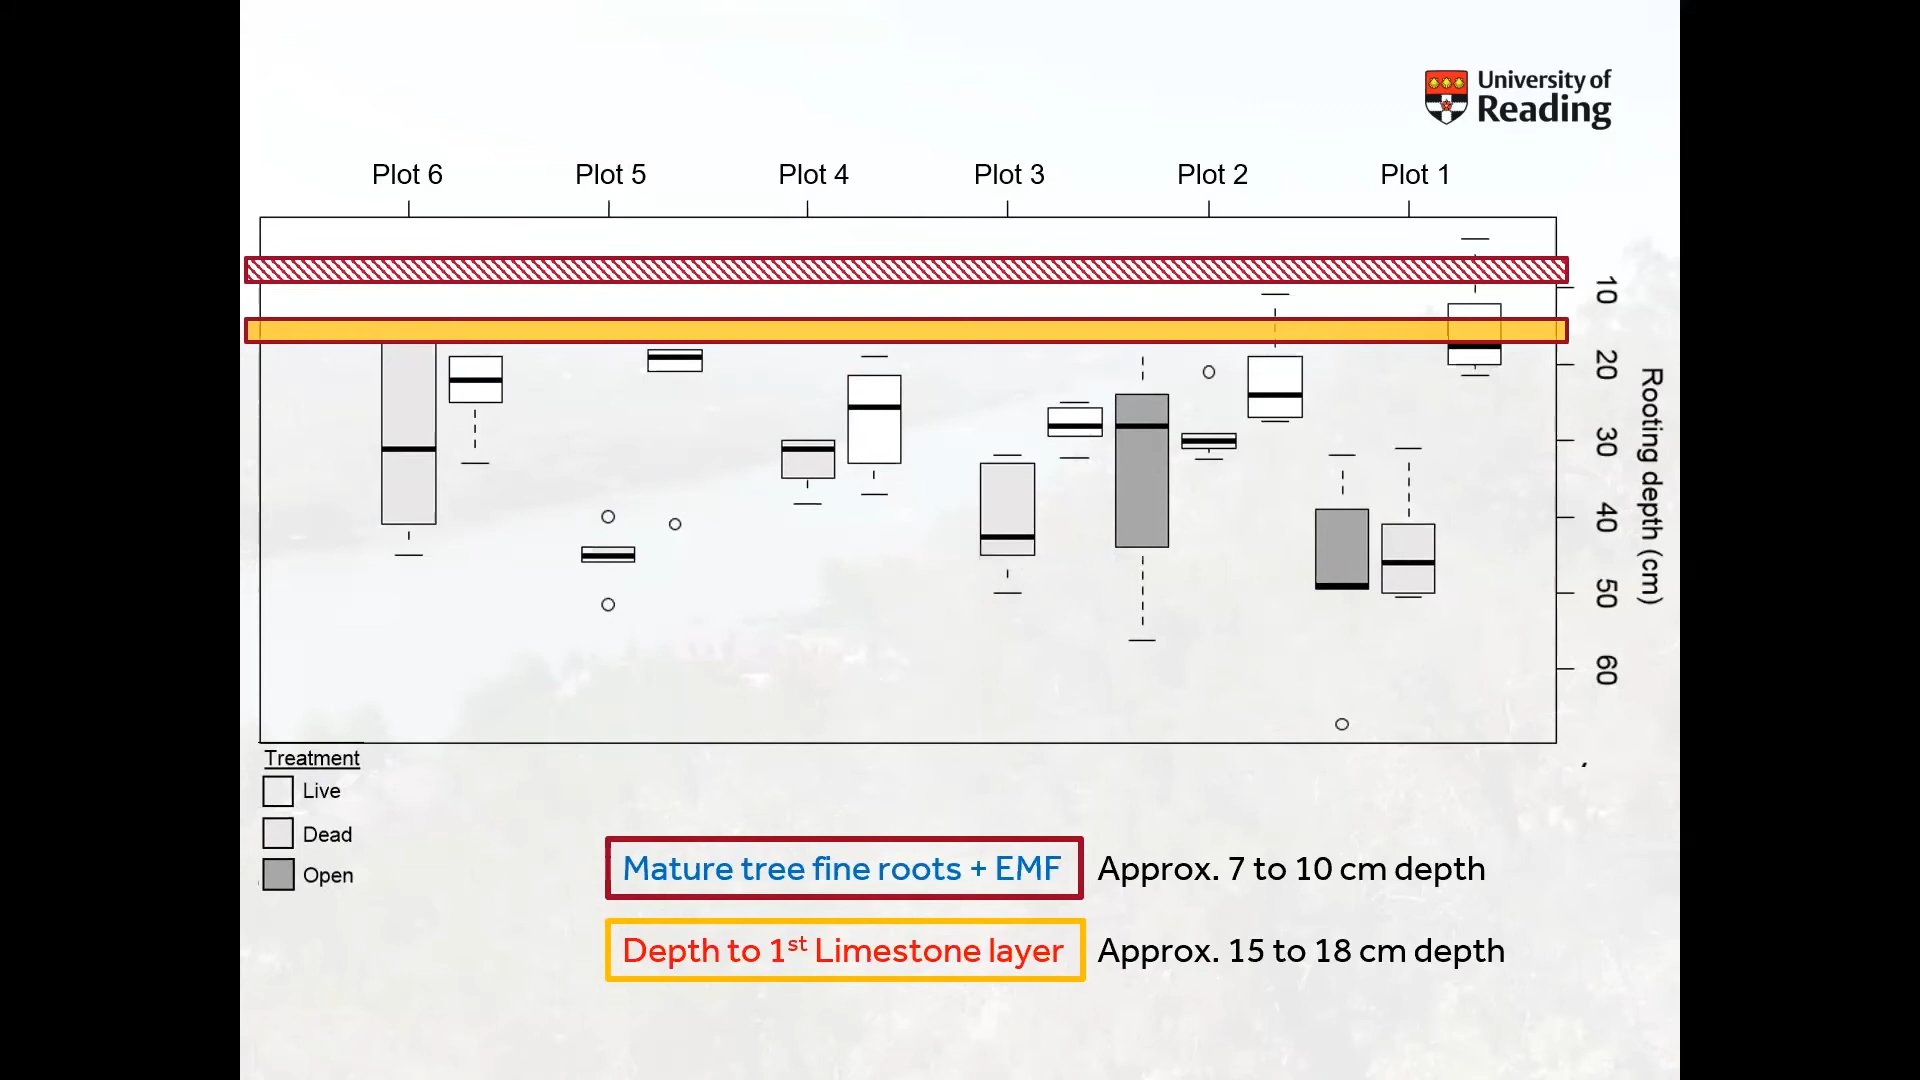 University of
Reading
Plot 6 Plot 5 Plot 4 Plot 3 Plot 2 Plot 1
10
20
30
40
50
60
Rooting depth (cm)
Treatment
Live
Dead
Open
Mature tree fine roots + EMF Approx. 7 to 10 cm depth
Depth to 1st Limestone layer Approx. 15 to 18 cm depth